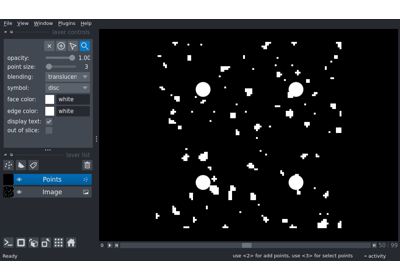 File View Window Plugins Help
layer controls
opacity: 1.00
point size: 3
blending: translucen
symbol: disc
face color: white
edge color: white
display text:
out of slice:
layer list
Points
Image
0 50 99
Ready use <2> for add points, use <3> for select points activity